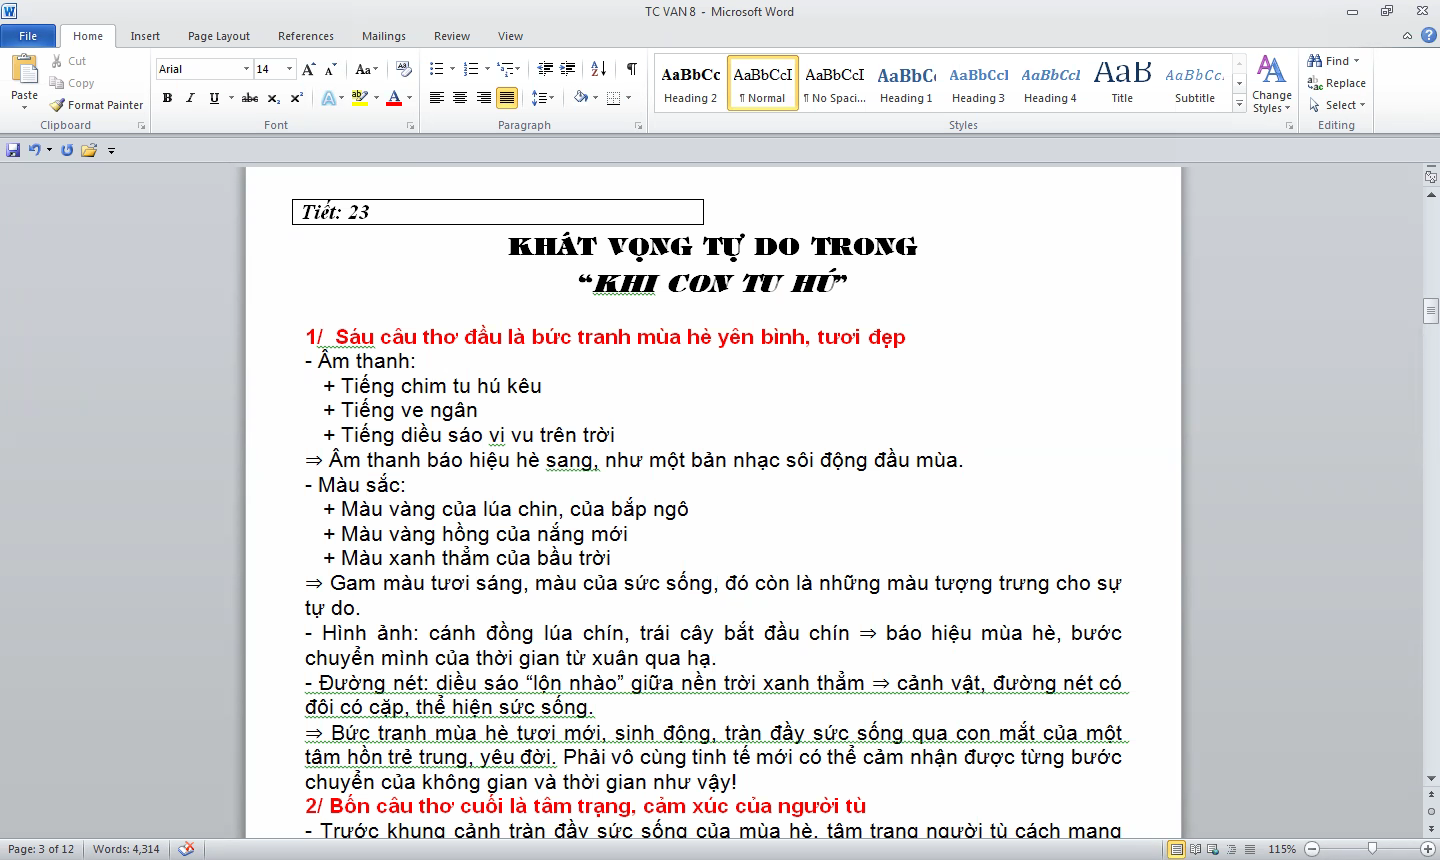 TC VAN 8 - Microsoft Word
File Home Insert Page Layout References Mailings Review View
Paste
Cut
Copy
Format Painter
Clipboard
Arial 14
Font
Paragraph
AaBbCc AaBbCcI AaBbCcI AaBbCc AaBbCcI AaBbCcI AaB AaBbCc.
Heading 2 ¶ Normal ¶ No Spaci... Heading 1 Heading 3 Heading 4 Title Subtitle
Change Styles
Styles
Find
Replace
Select
Editing
Tiết: 23
KHÁT VỌNG TỰ DO TRONG
“KHI CON TU HÚ”
1/ Sáu câu thơ đầu là bức tranh mùa hè yên bình, tươi đẹp
- Âm thanh:
+ Tiếng chim tu hú kêu
+ Tiếng ve ngân
+ Tiếng diều sáo vi vu trên trời
⇒ Âm thanh báo hiệu hè sang, như một bản nhạc sôi động đầu mùa.
- Màu sắc:
+ Màu vàng của lúa chin, của bắp ngô
+ Màu vàng hồng của nắng mới
+ Màu xanh thẳm của bầu trời
⇒ Gam màu tươi sáng, màu của sức sống, đó còn là những màu tượng trưng cho sự
tự do.
- Hình ảnh: cánh đồng lúa chín, trái cây bắt đầu chín ⇒ báo hiệu mùa hè, bước
chuyển mình của thời gian từ xuân qua hạ.
- Đường nét: diều sáo “lộn nhào” giữa nền trời xanh thẳm ⇒ cảnh vật, đường nét có
đôi có cặp, thể hiện sức sống.
⇒ Bức tranh mùa hè tươi mới, sinh động, tràn đầy sức sống qua con mắt của một
tâm hồn trẻ trung, yêu đời. Phải vô cùng tinh tế mới có thể cảm nhận được từng bước
chuyển của không gian và thời gian như vậy!
2/ Bốn câu thơ cuối là tâm trạng, cảm xúc của người tù
- Trước khung cảnh tràn đầy sức sống của mùa hè, tâm trạng người tù cách mạng
Page: 3 of 12 Words: 4,314 115%